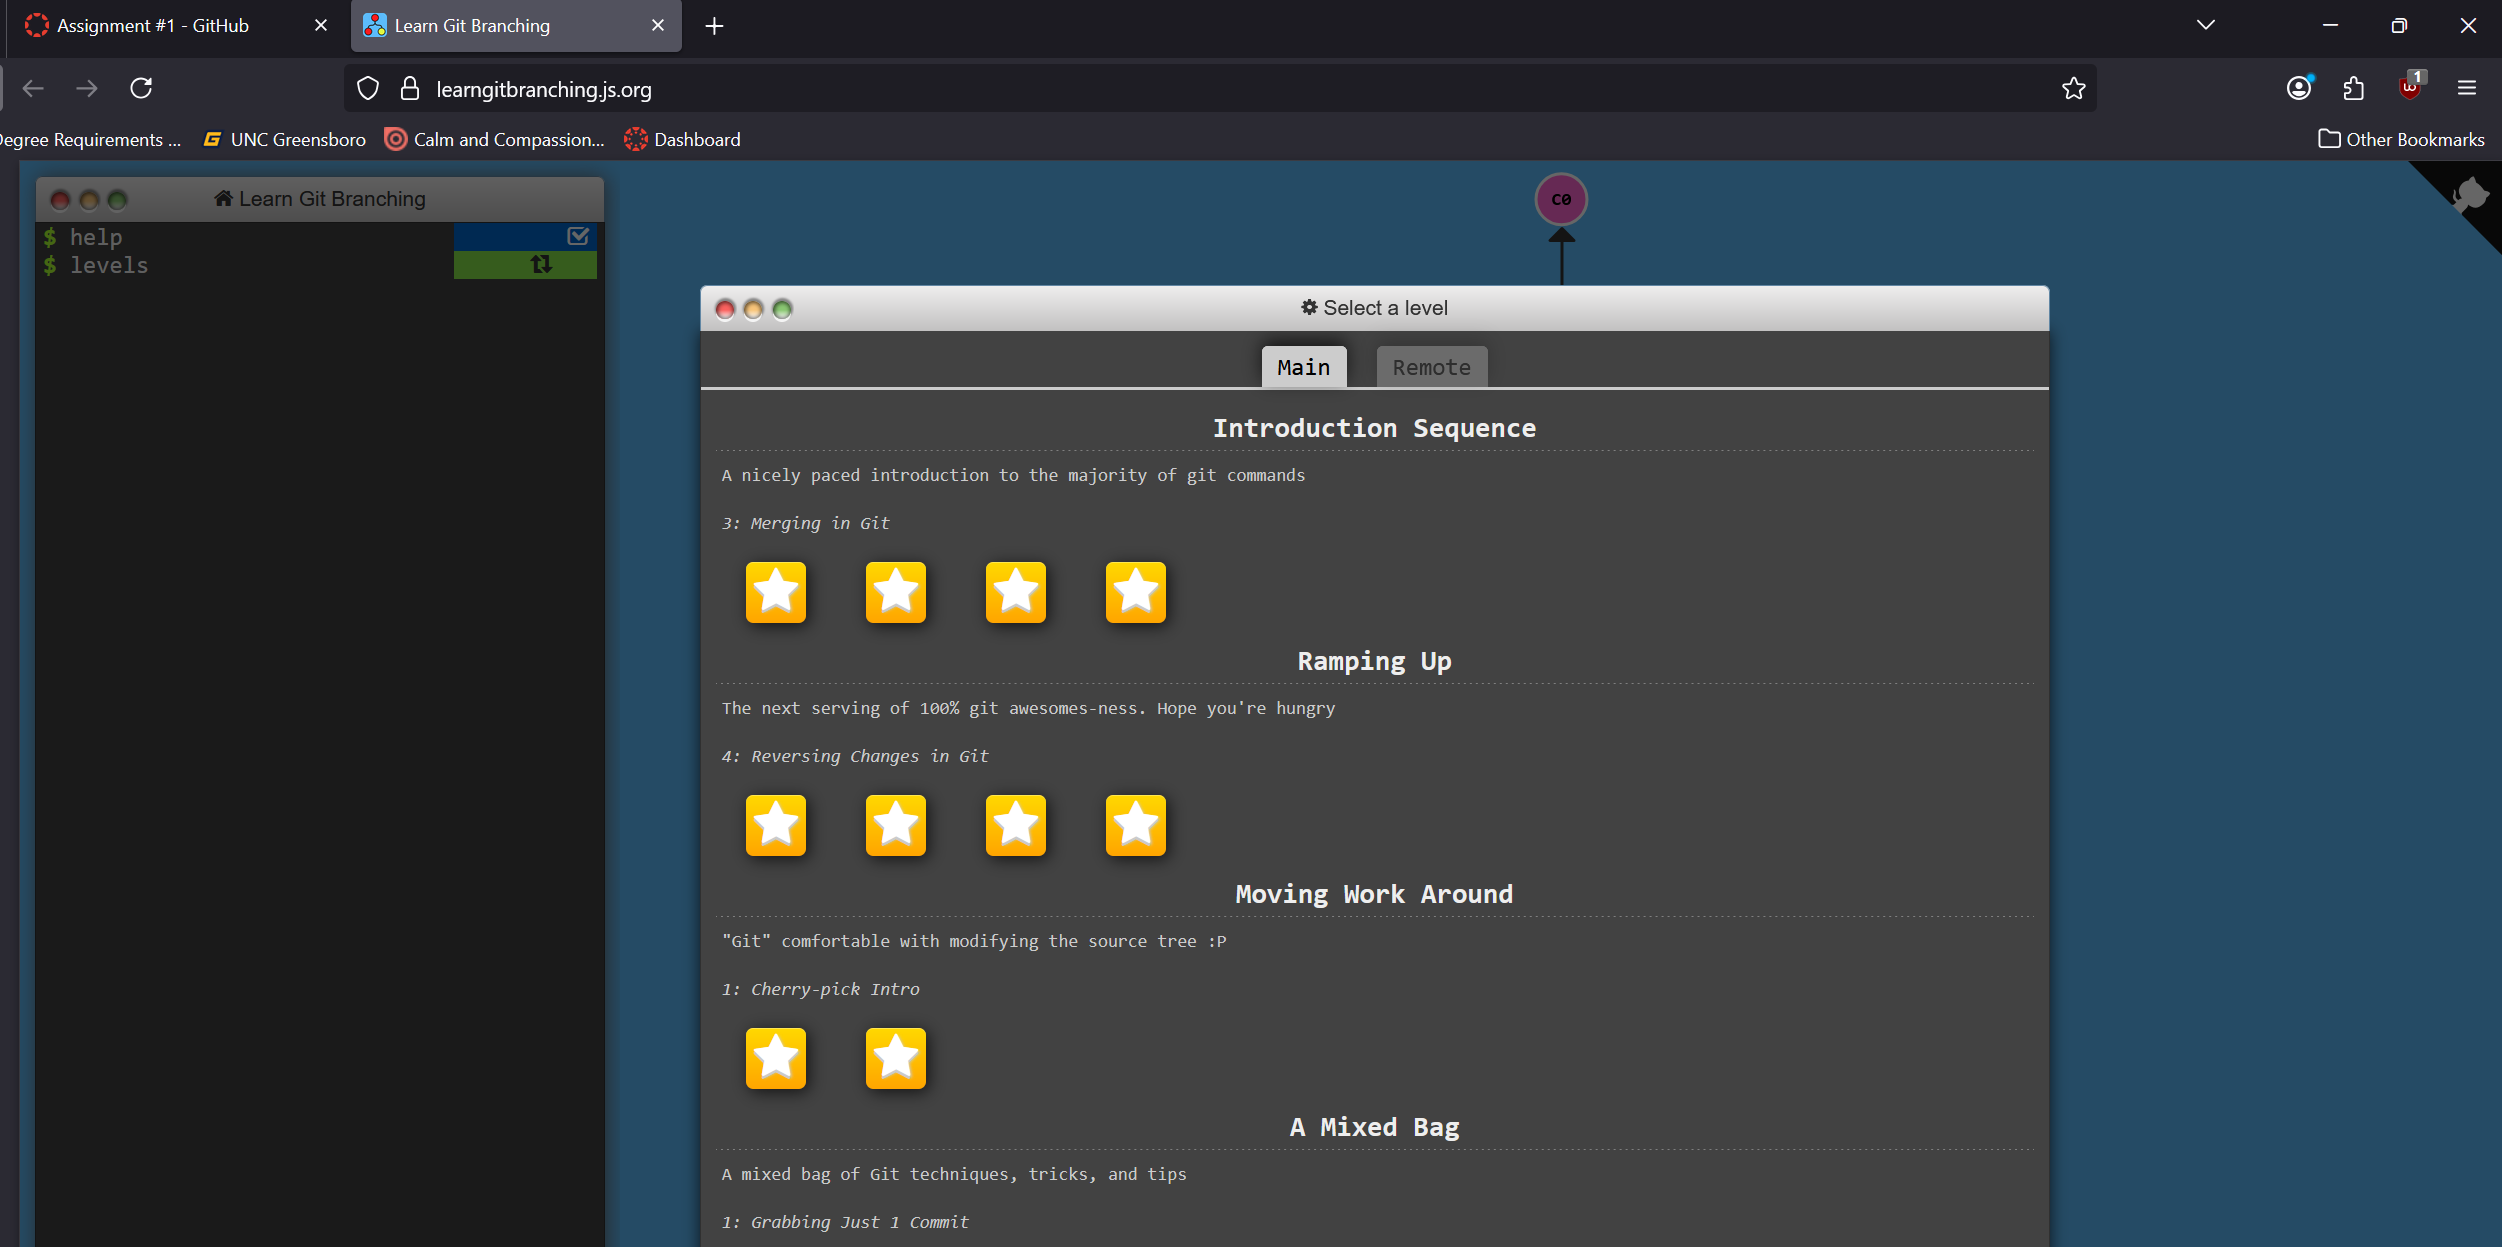 Assignment #1 - GitHub
Learn Git Branching
learngitbranching.js.org
1
Degree Requirements ...
UNC Greensboro
Calm and Compassion...
Dashboard
Other Bookmarks
Learn Git Branching
$ help
$ levels
C0
Select a level
Main
Remote
Introduction Sequence
A nicely paced introduction to the majority of git commands
3: Merging in Git
Ramping Up
The next serving of 100% git awesomes-ness. Hope you're hungry
4: Reversing Changes in Git
Moving Work Around
"Git" comfortable with modifying the source tree :P
1: Cherry-pick Intro
A Mixed Bag
A mixed bag of Git techniques, tricks, and tips
1: Grabbing Just 1 Commit